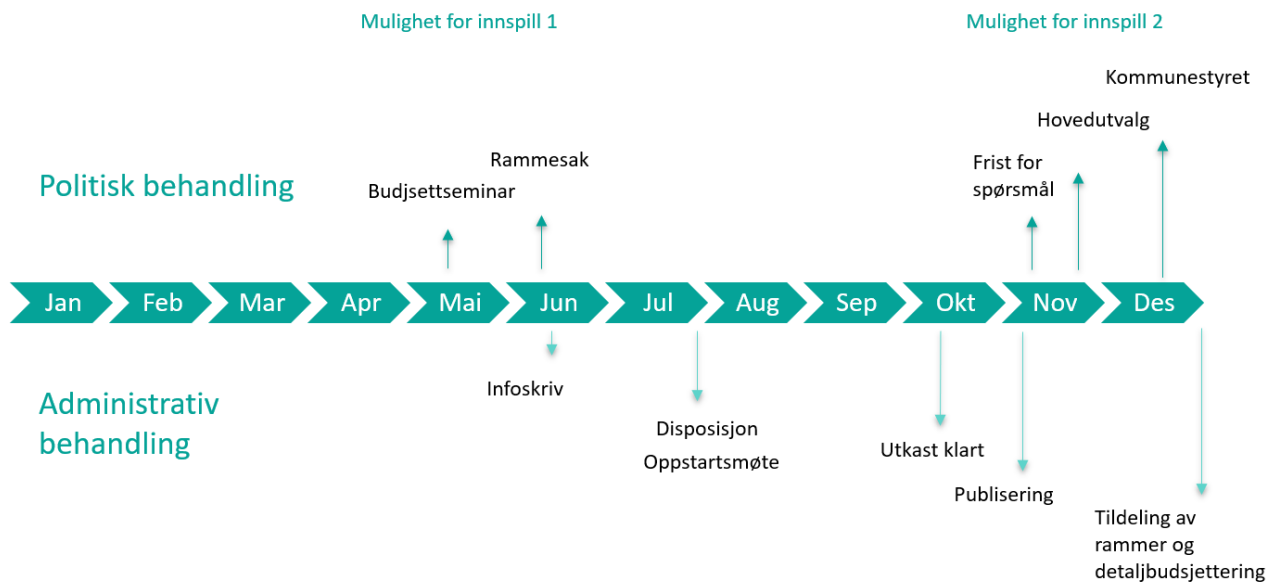 Mulighet for innspill 1
Mulighet for innspill 2
Kommunestyret
Hovedutvalg
Rammesak
Frist for
spørsmål
Politisk behandling
Budjsettseminar
Jan
Feb
Mar
Apr
Mai
Jun
Jul
Aug
Sep
Okt
Nov
Des
Infoskriv
Administrativ
behandling
Disposisjon
Oppstartsmøte
Utkast klart
Publisering
Tildeling av
rammer og
detaljbudsjettering